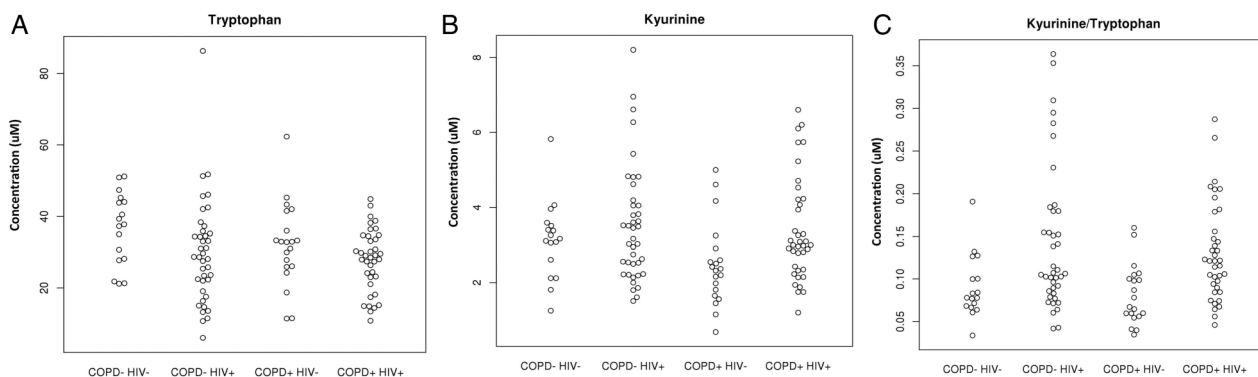 A
Tryptophan
Concentration (uM)
80
60
40
20
COPD- HIV-
COPD- HIV+
COPD+ HIV-
COPD+ HIV+
B
Kyurinine
Concentration (uM)
8
6
4
2
COPD- HIV-
COPD- HIV+
COPD+ HIV-
COPD+ HIV+
C
Kyurinine/Tryptophan
Concentration (uM)
0.35
0.30
0.25
0.20
0.15
0.10
0.05
COPD- HIV-
COPD- HIV+
COPD+ HIV-
COPD+ HIV+